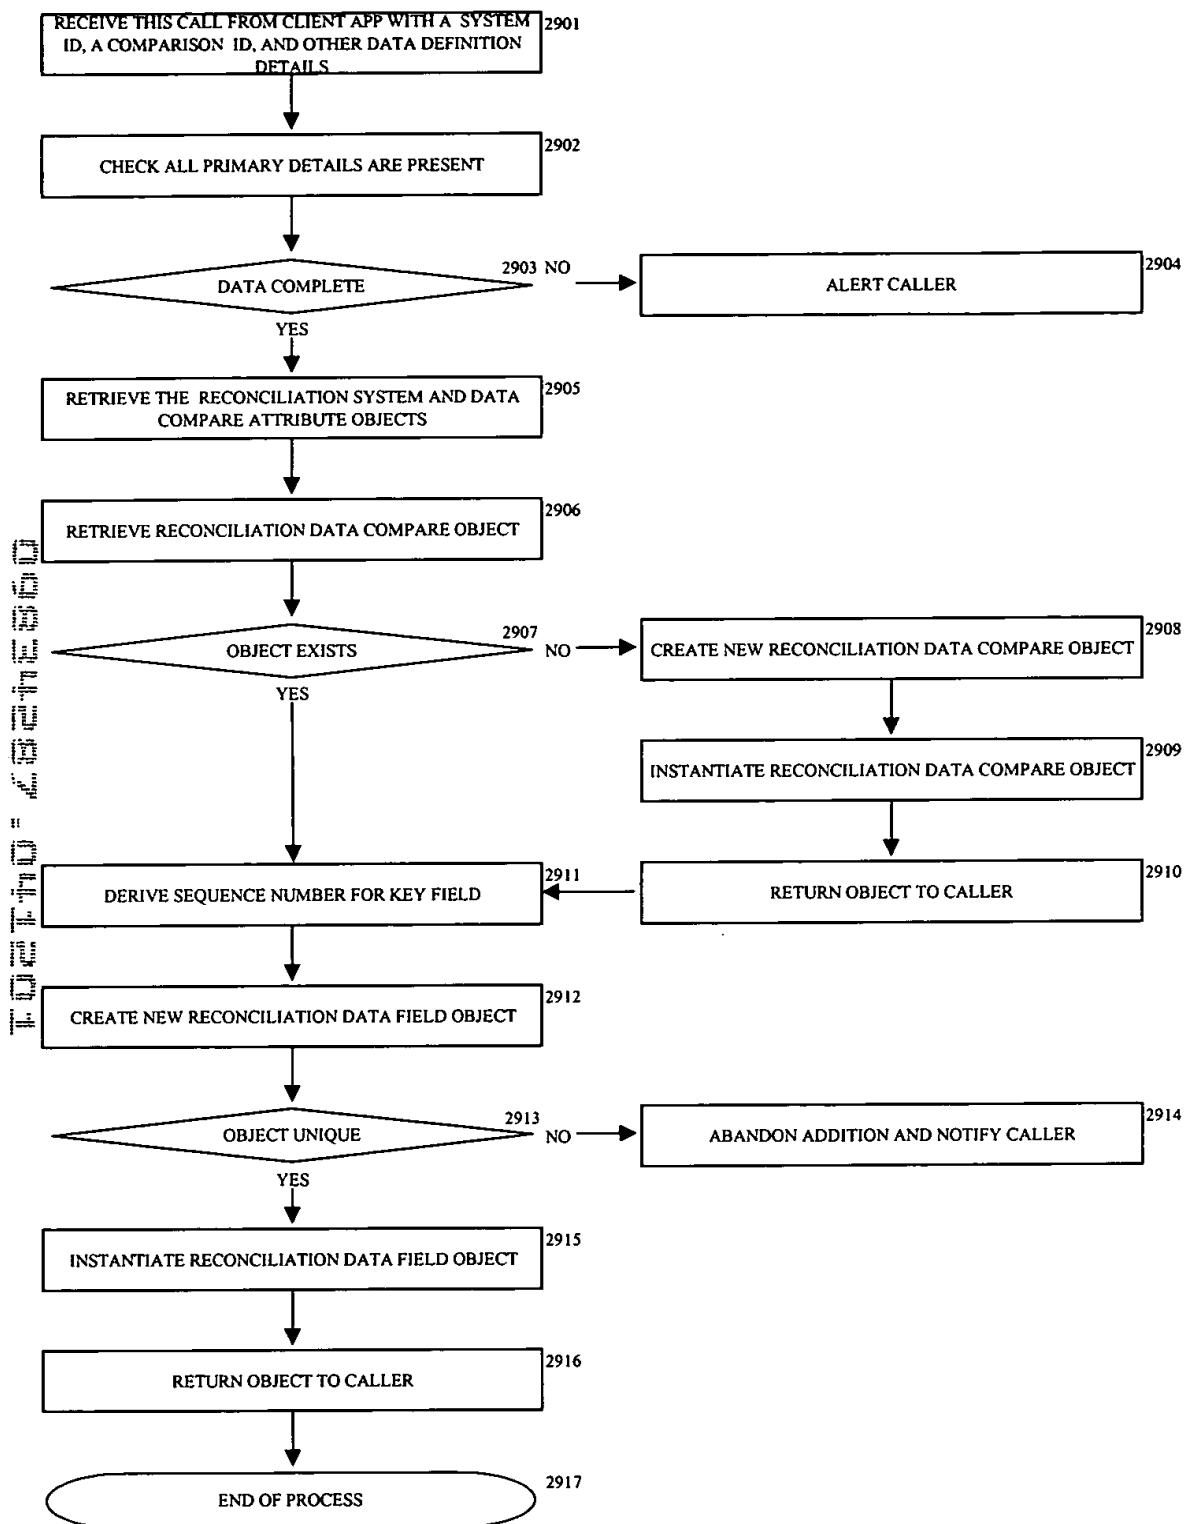 RECEIVE THIS CALL FROM CLIENT APP WITH A SYSTEM
ID, A COMPARISON ID, AND OTHER DATA DEFINITION
DETAILS
2901
CHECK ALL PRIMARY DETAILS ARE PRESENT
2902
DATA COMPLETE
2903 NO
YES
ALERT CALLER
2904
RETRIEVE THE RECONCILIATION SYSTEM AND DATA
COMPARE ATTRIBUTE OBJECTS
2905
RETRIEVE RECONCILIATION DATA COMPARE OBJECT
2906
OBJECT EXISTS
2907
NO
YES
CREATE NEW RECONCILIATION DATA COMPARE OBJECT
2908
INSTANTIATE RECONCILIATION DATA COMPARE OBJECT
2909
RETURN OBJECT TO CALLER
2910
DERIVE SEQUENCE NUMBER FOR KEY FIELD
2911
CREATE NEW RECONCILIATION DATA FIELD OBJECT
2912
OBJECT UNIQUE
2913
NO
YES
ABANDON ADDITION AND NOTIFY CALLER
2914
INSTANTIATE RECONCILIATION DATA FIELD OBJECT
2915
RETURN OBJECT TO CALLER
2916
END OF PROCESS
2917